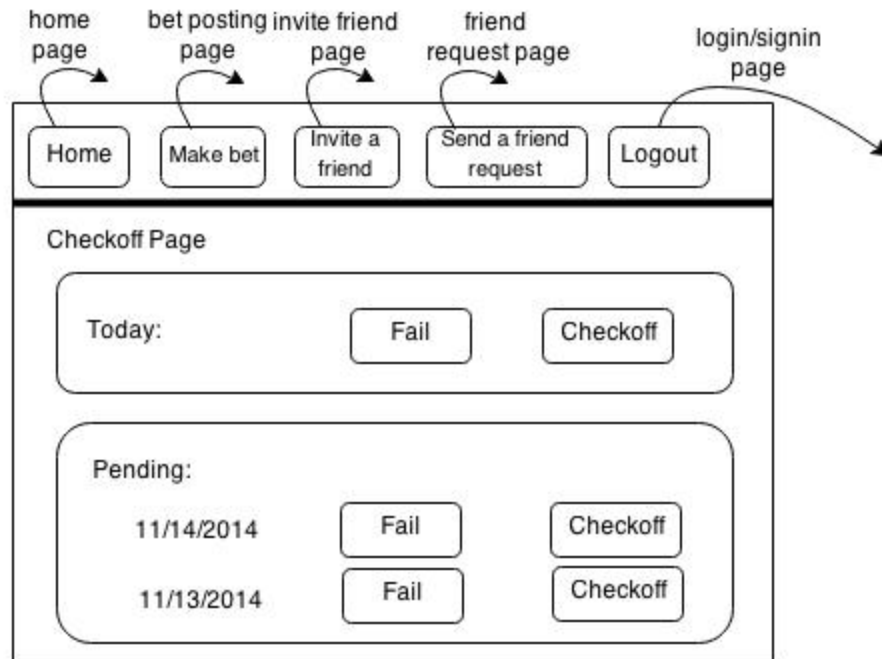 home
page
bet posting
page
invite friend
page
friend
request page
login/signin
page
Home
Make bet
Invite a
friend
Send a friend
request
Logout
Checkoff Page
Today:
Fail
Checkoff
Pending:
11/14/2014
Fail
Checkoff
11/13/2014
Fail
Checkoff